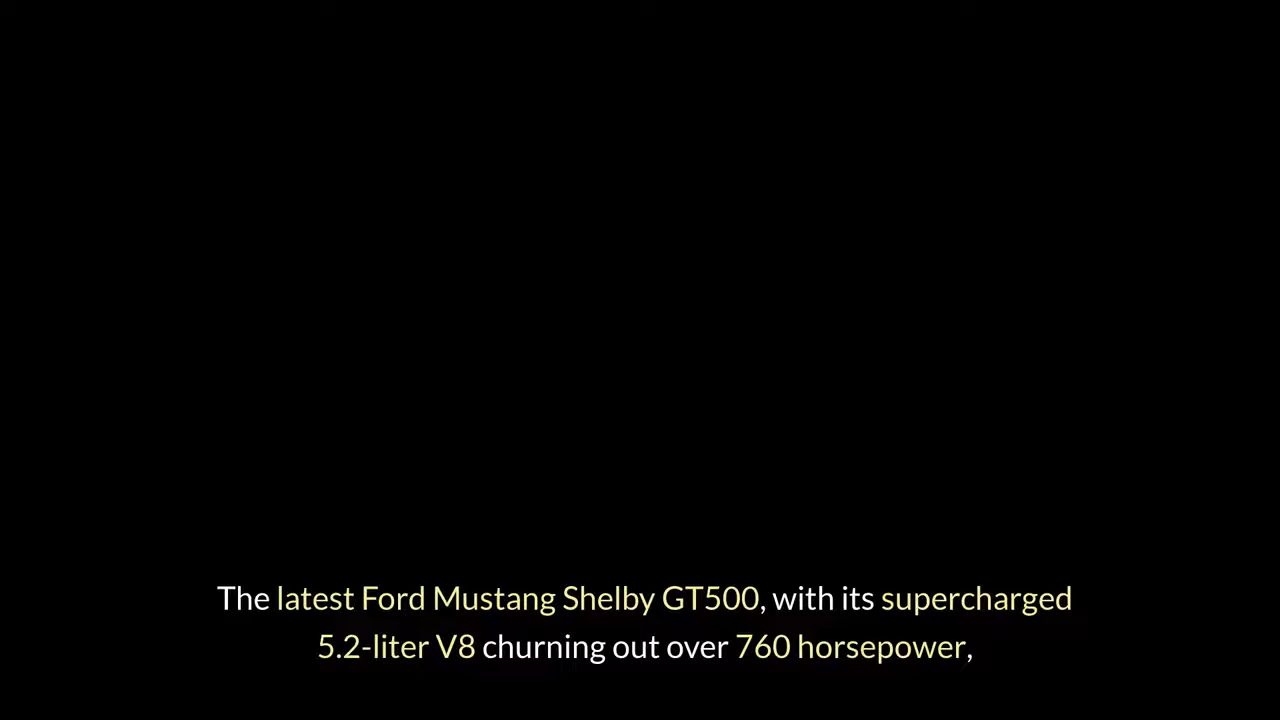 The latest Ford Mustang Shelby GT500, with its supercharged
5.2-liter V8 churning out over 760 horsepower,